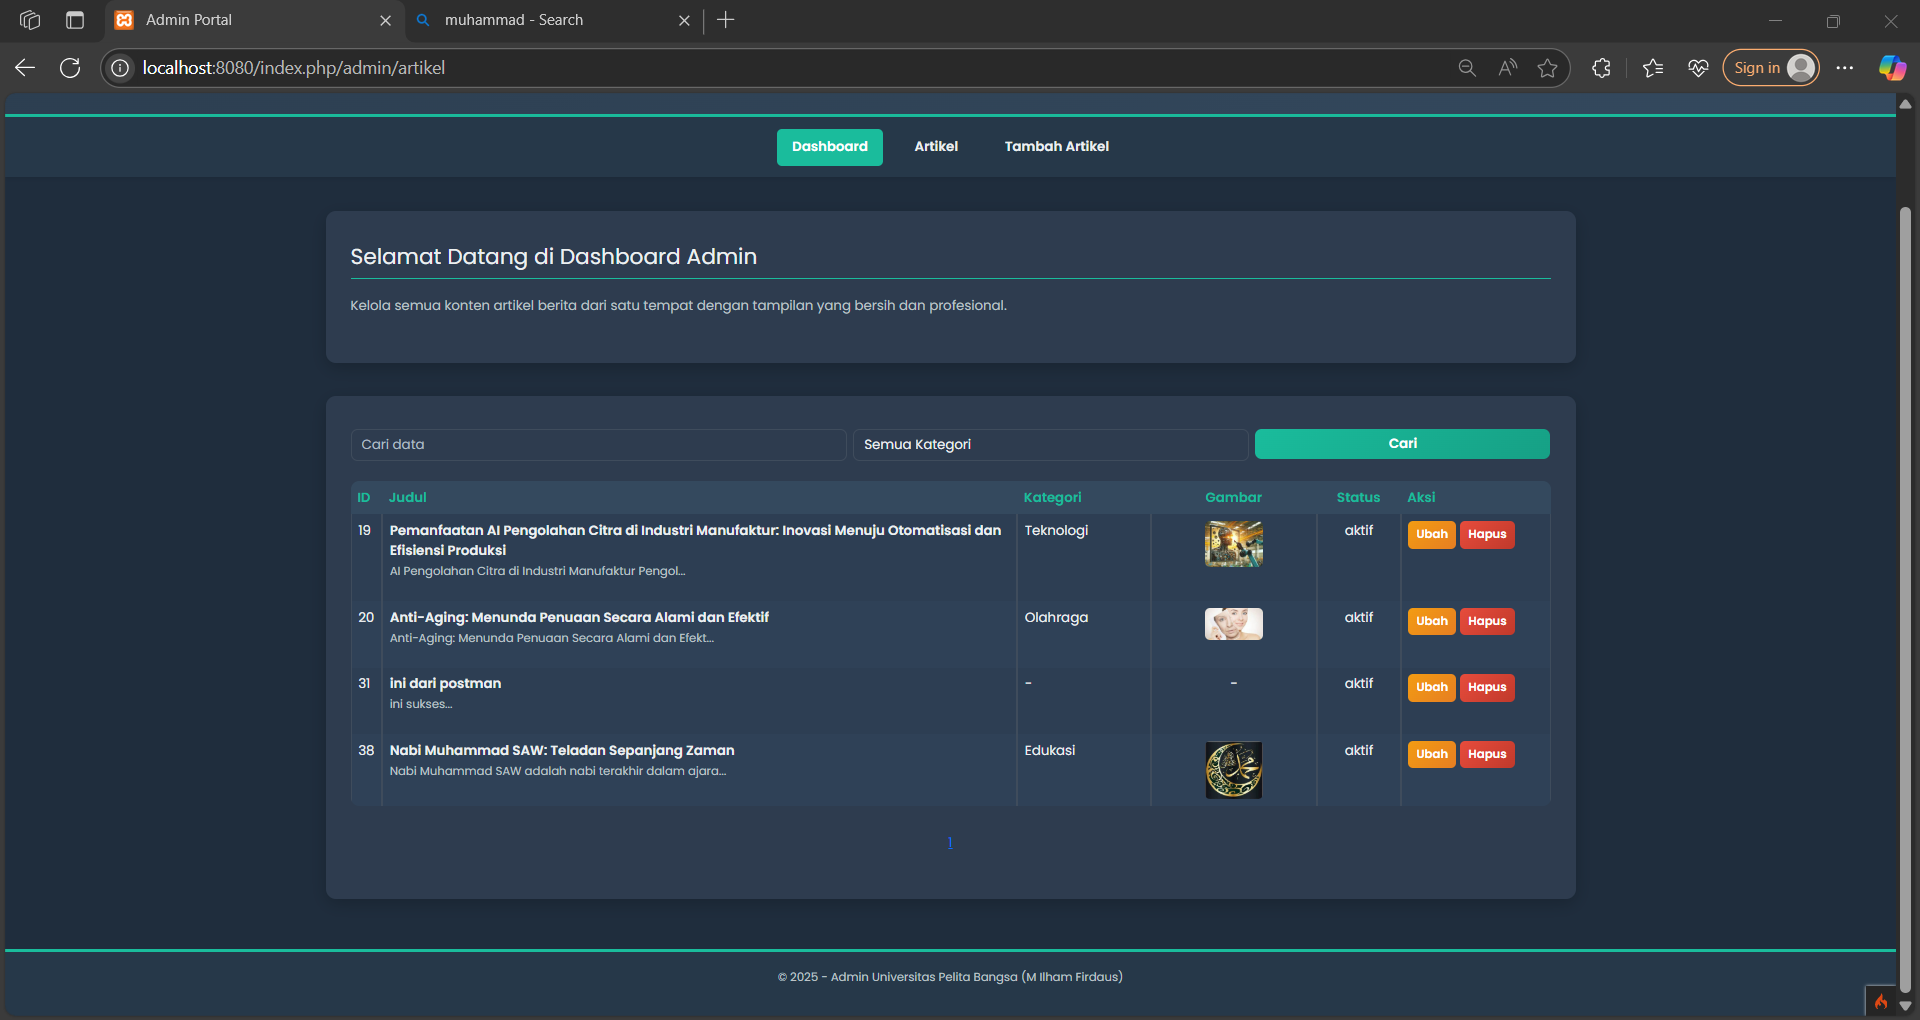 Admin Portal
muhammad - Search
localhost:8080/index.php/admin/artikel
Sign in
Dashboard
Artikel
Tambah Artikel
Selamat Datang di Dashboard Admin
Kelola semua konten artikel berita dari satu tempat dengan tampilan yang bersih dan profesional.
Cari data
Semua Kategori
Cari
ID Judul Kategori Gambar Status Aksi
19 Pemanfaatan AI Pengolahan Citra di Industri Manufaktur: Inovasi Menuju Otomatisasi dan Teknologi aktif Ubah Hapus
Efisiensi Produksi
AI Pengolahan Citra di Industri Manufaktur Pengol...
20 Anti-Aging: Menunda Penuaan Secara Alami dan Efektif Olahraga aktif Ubah Hapus
Anti-Aging: Menunda Penuaan Secara Alami dan Efekt...
31 ini dari postman - - aktif Ubah Hapus
ini sukses...
38 Nabi Muhammad SAW: Teladan Sepanjang Zaman Edukasi aktif Ubah Hapus
Nabi Muhammad SAW adalah nabi terakhir dalam ajara...
محمد
1
© 2025 - Admin Universitas Pelita Bangsa (M Ilham Firdaus)